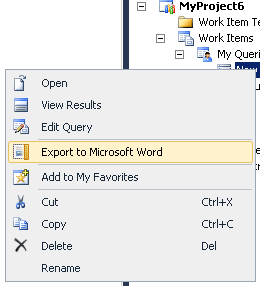 MyProject6
Work Item Te
Work Items
My Queri
New
Open
View Results
Edit Query
Export to Microsoft Word
Add to My Favorites
Cut Ctrl+X
Copy Ctrl+C
Delete Del
Rename